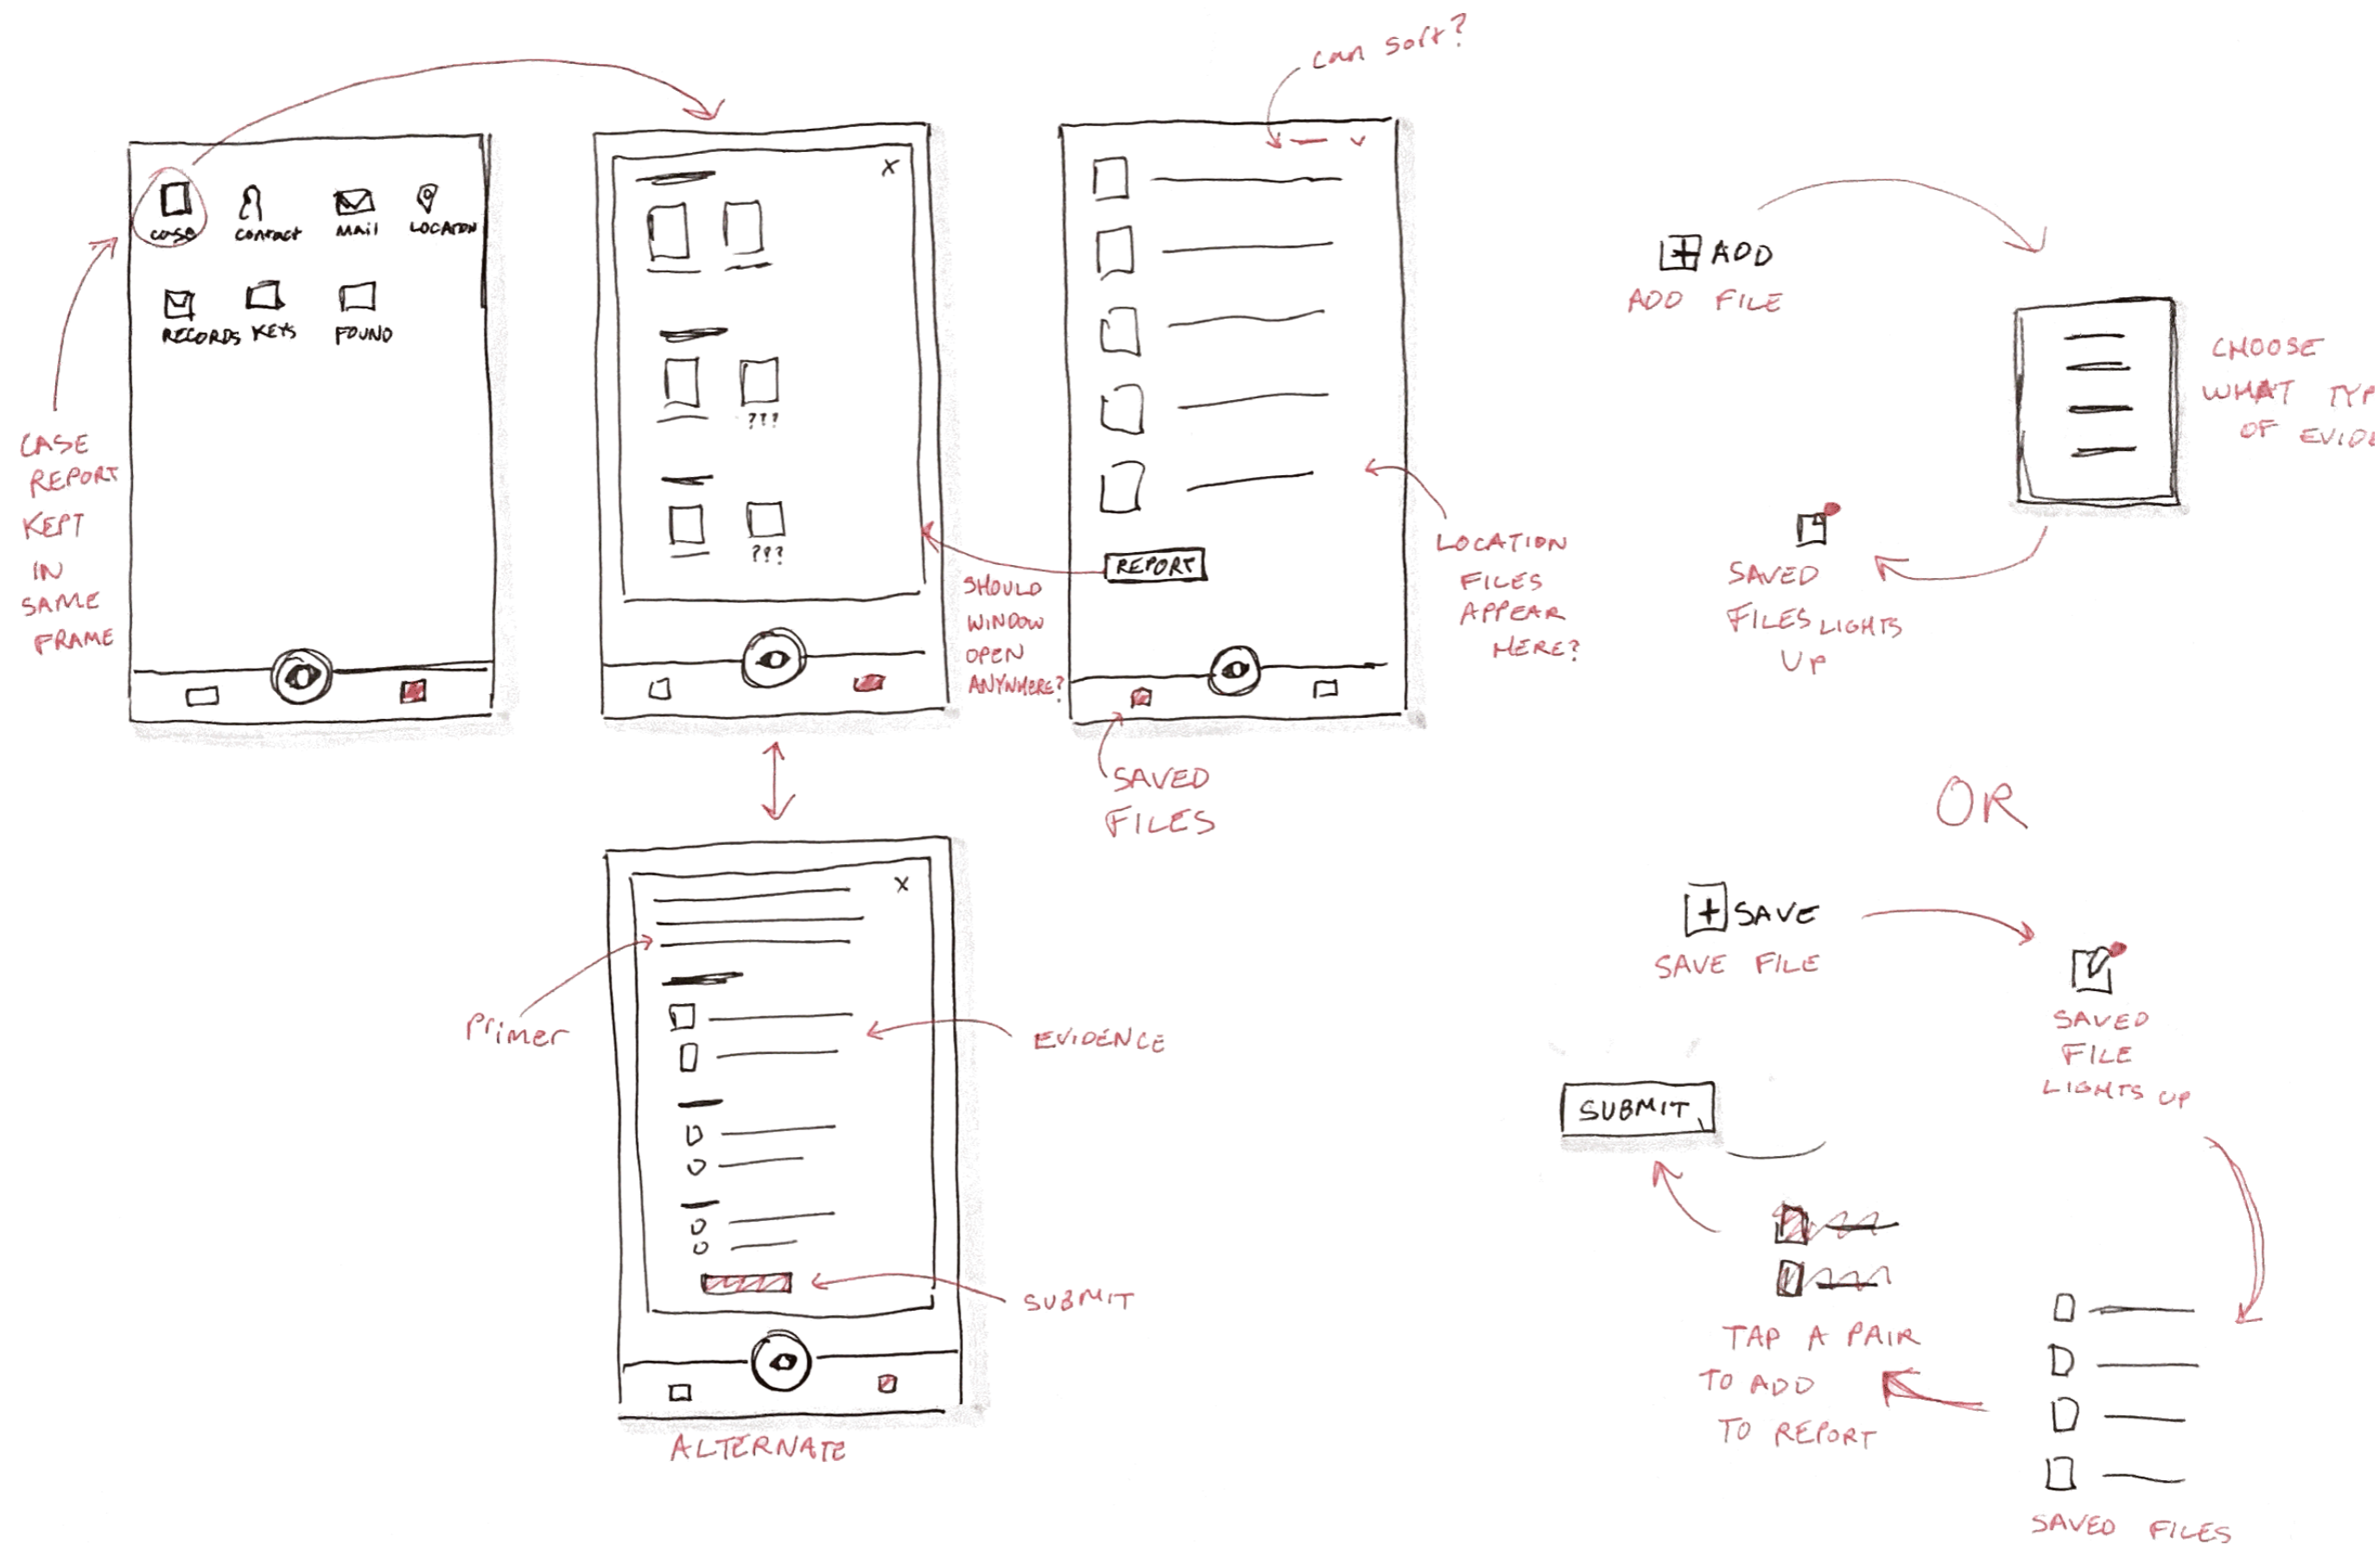 can sort?
case
contact
mail
LOCATION
RECORDS
KEYS
FOUND
CASE
REPORT
KEPT
IN
SAME
FRAME
X
???
???
REPORT
SHOULD
WINDOW
OPEN
ANYWHERE?
LOCATION
FILES
APPEAR
HERE?
SAVED
FILES
ADD
ADD FILE
CHOOSE
WHAT TYP
OF EVIDE
SAVED
FILES LIGHTS
UP
OR
X
Primer
EVIDENCE
SUBMIT
ALTERNATE
SAVE
SAVE FILE
SAVED
FILE
LIGHTS UP
SUBMIT
TAP A PAIR
TO ADD
TO REPORT
SAVED FILES